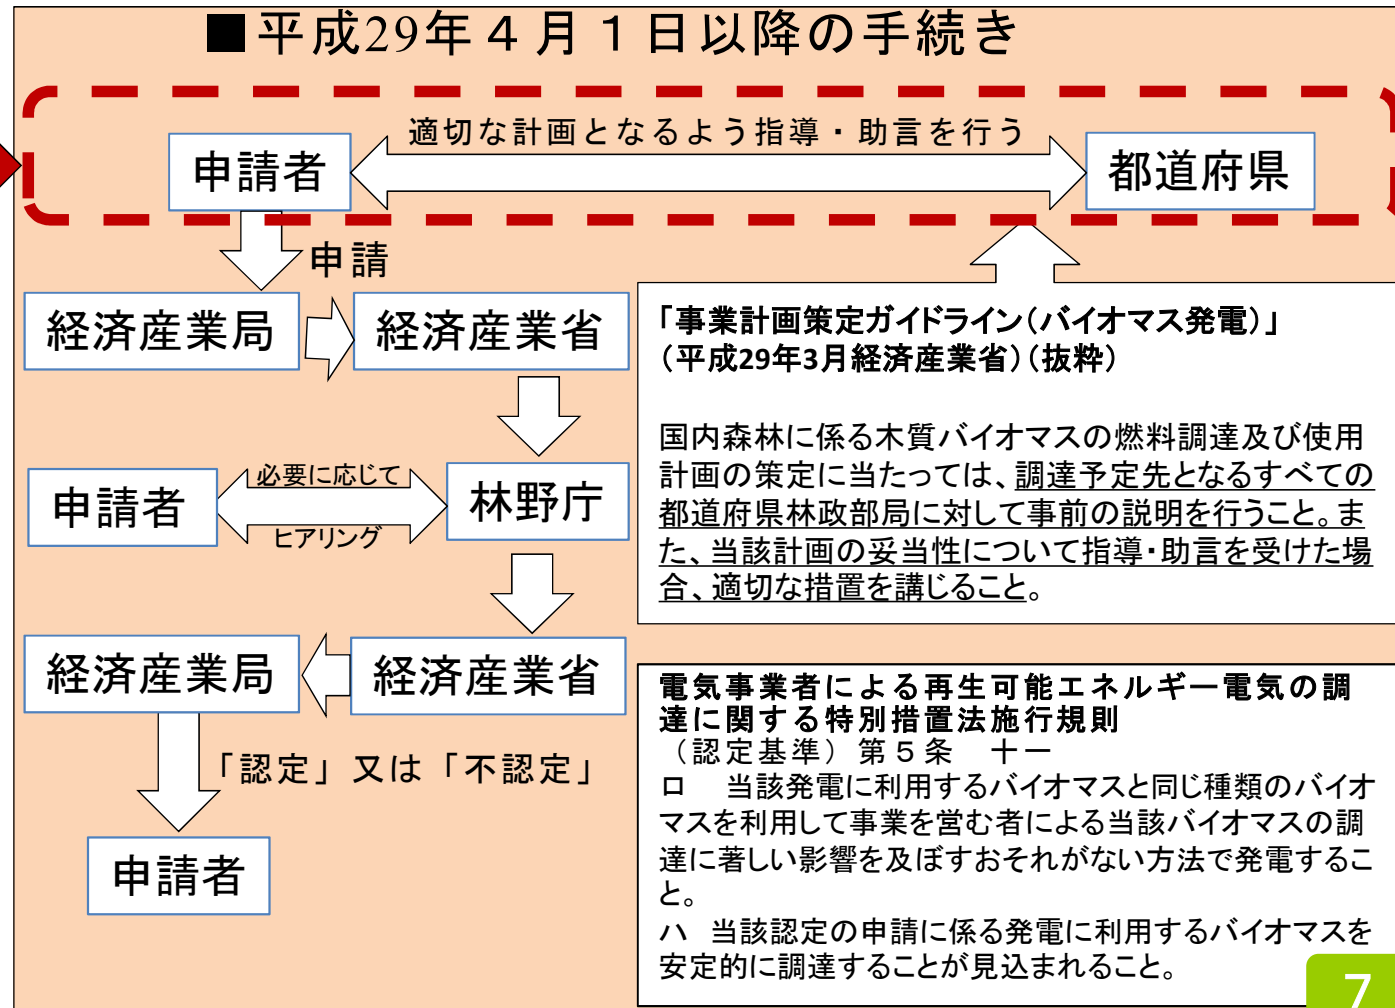 ■平成29年４月１日以降の手続き
適切な計画となるよう指導・助言を行う
申請者
都道府県
申請
経済産業局
経済産業省
「事業計画策定ガイドライン（バイオマス発電）」
（平成29年3月経済産業省）（抜粋）
国内森林に係る木質バイオマスの燃料調達及び使用
計画の策定に当たっては、調達予定先となるすべての
都道府県林政部局に対して事前の説明を行うこと。ま
た、当該計画の妥当性について指導・助言を受けた場
合、適切な措置を講じること。
申請者
必要に応じて
ヒアリング
林野庁
経済産業局
経済産業省
「認定」又は「不認定」
申請者
電気事業者による再生可能エネルギー電気の調
達に関する特別措置法施行規則
（認定基準）第５条　十一
ロ　当該発電に利用するバイオマスと同じ種類のバイオ
マスを利用して事業を営む者による当該バイオマスの調
達に著しい影響を及ぼすおそれがない方法で発電するこ
と。
ハ　当該認定の申請に係る発電に利用するバイオマスを
安定的に調達することが見込まれること。
7